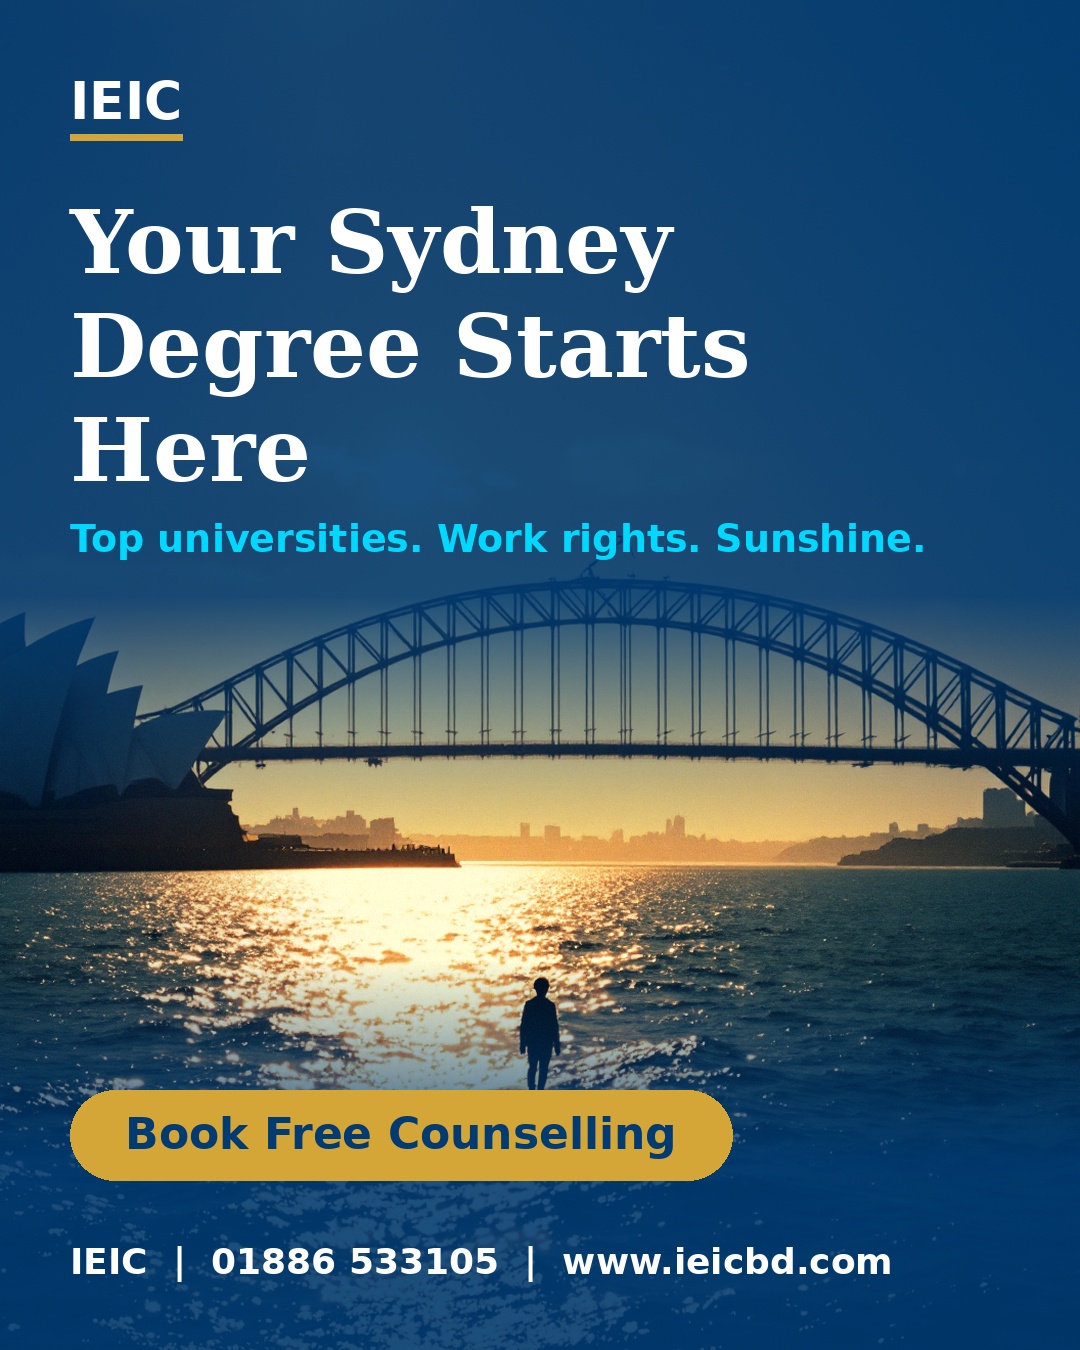 IEIC
Your Sydney
Degree Starts
Here
Top universities. Work rights. Sunshine.
Book Free Counselling
IEIC | 01886 533105 | www.ieicbd.com